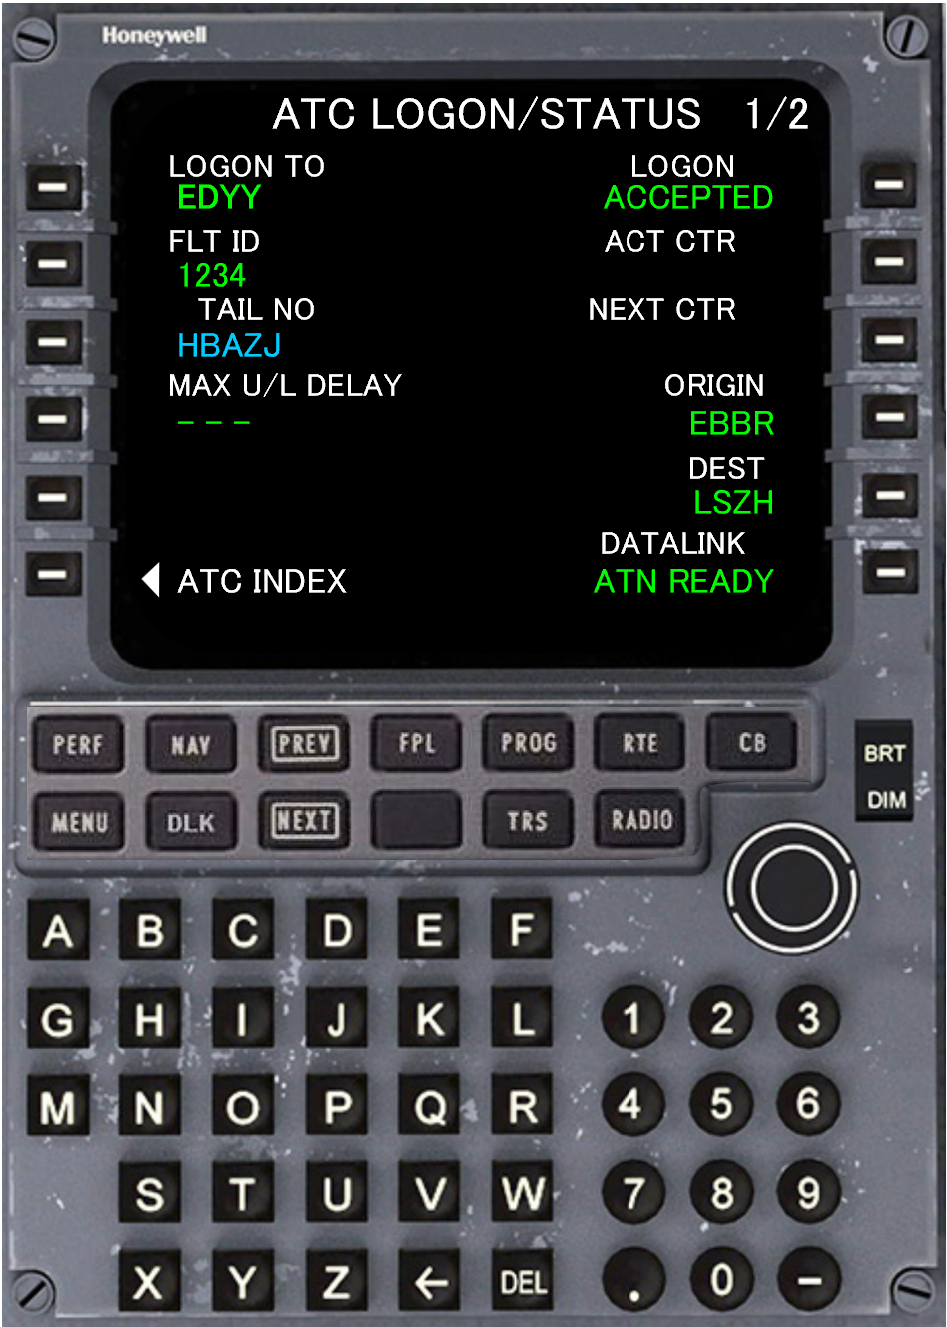 Honeywell
ATC LOGON/STATUS 1/2
LOGON TO LOGON
EDYY ACCEPTED
FLT ID ACT CTR
1234
TAIL NO NEXT CTR
HBAZJ
MAX U/L DELAY ORIGIN
--- EBBR
DEST
LSZH
DATALINK
ATC INDEX ATN READY
PERF NAV PREV FPL PROG RTE CB
BRT
MENU DLK NEXT TRS RADIO
DIM
A B C D E F
G H I J K L 1 2 3
M N O P Q R 4 5 6
S T U V W 7 8 9
X Y Z ← DEL . 0 –